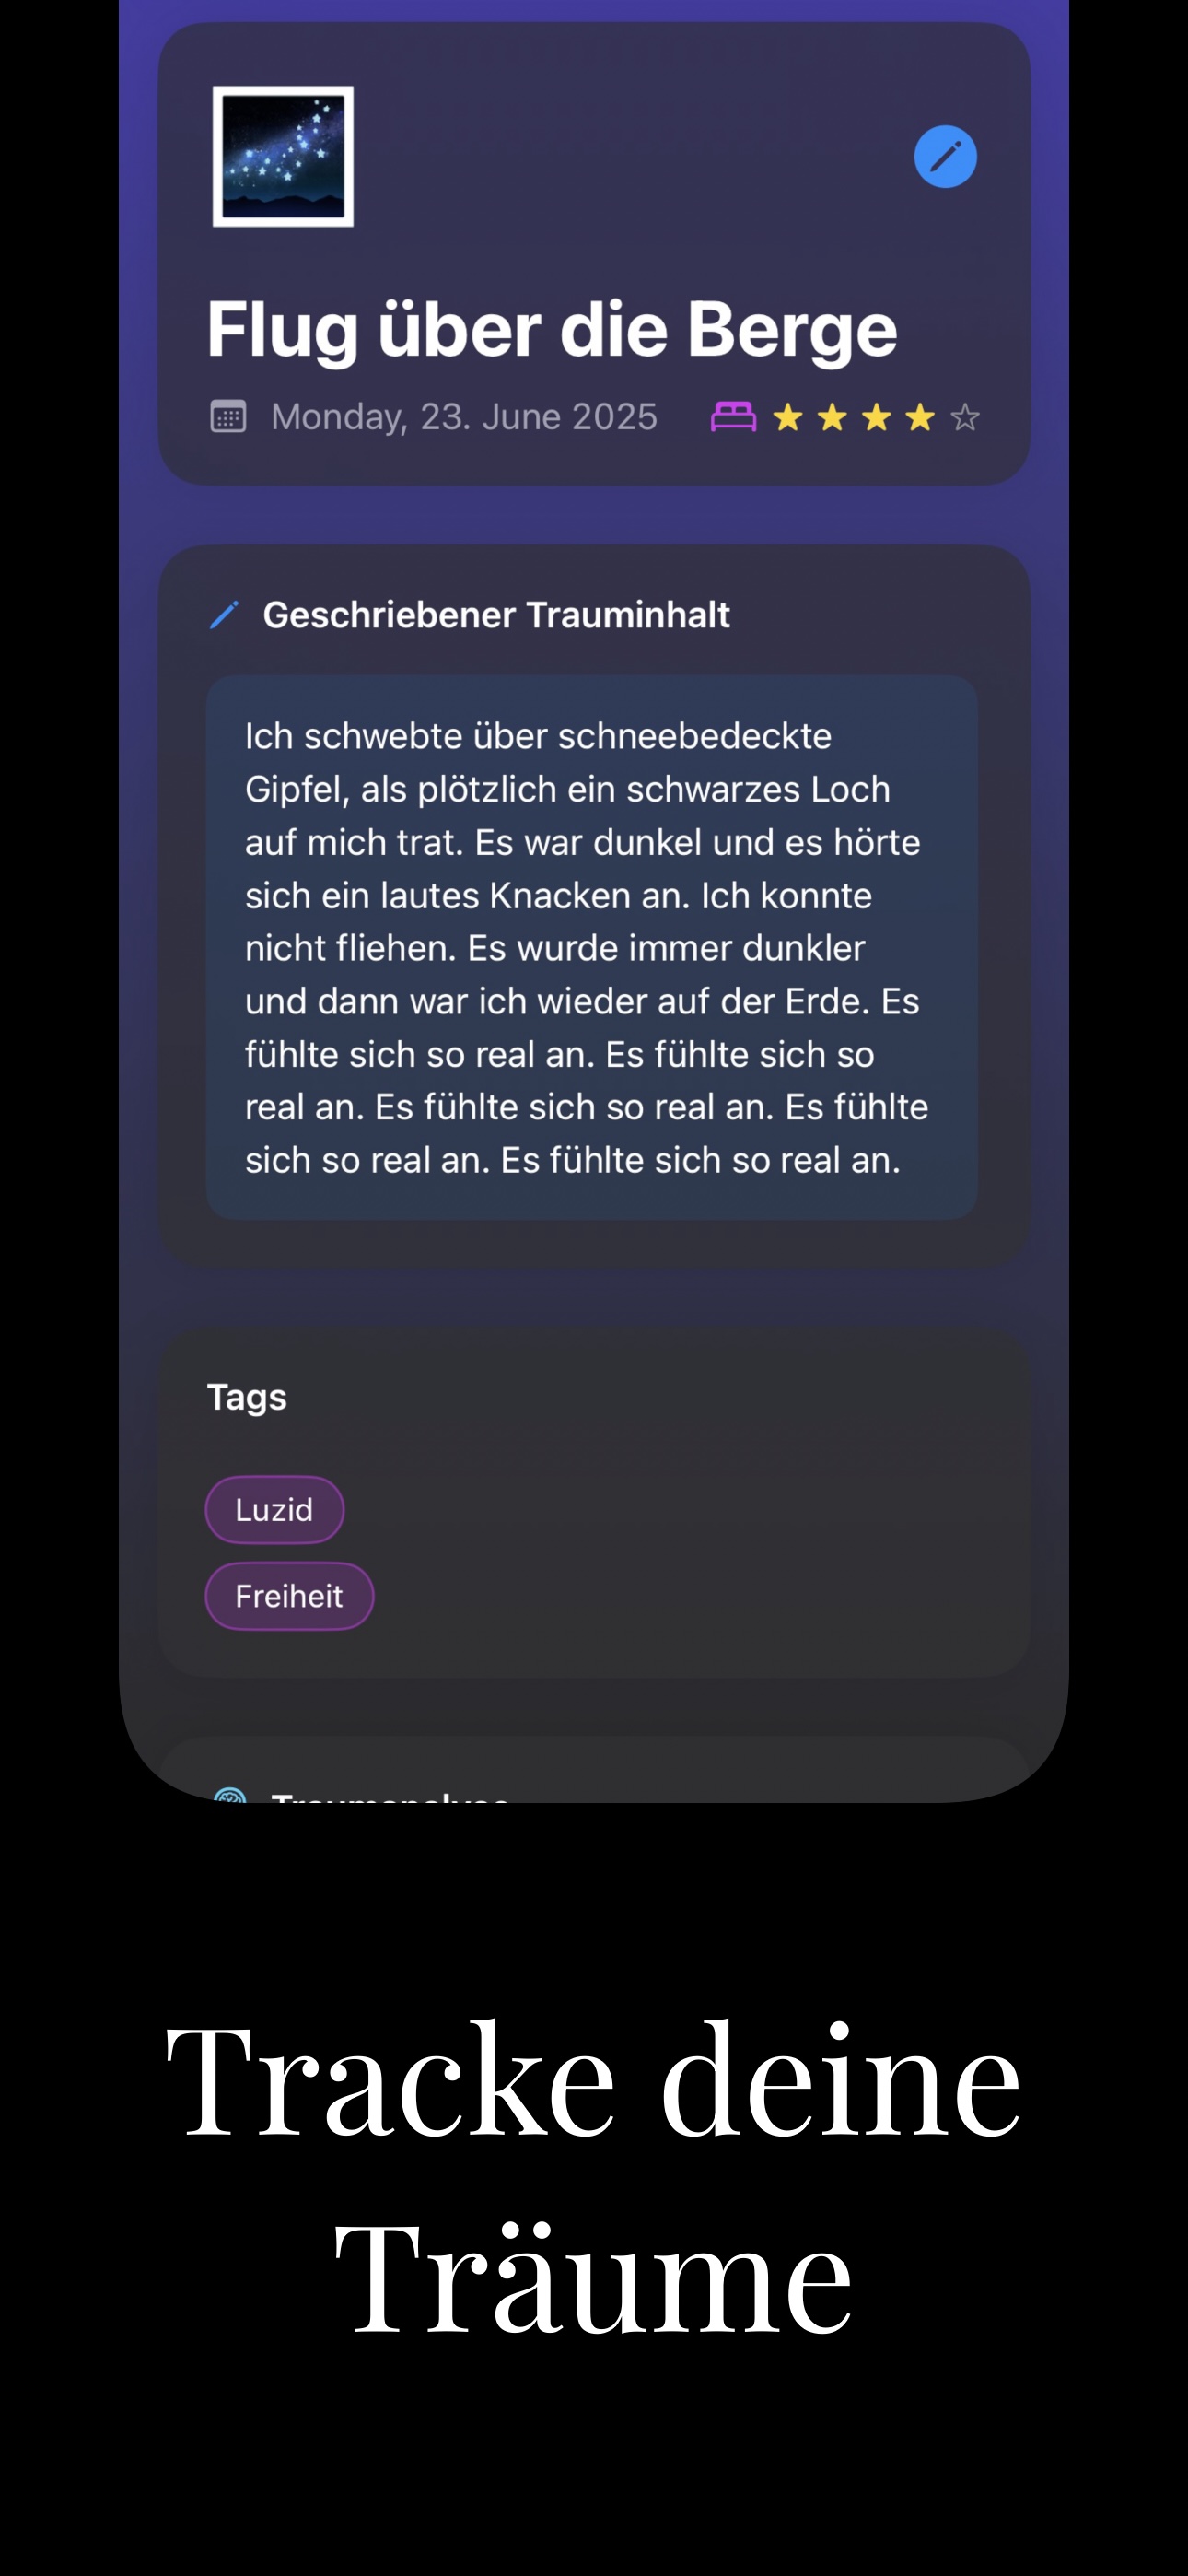 Flug über die Berge
Monday, 23. June 2025
Geschriebener Trauminhalt
Ich schwebte über schneebedeckte
Gipfel, als plötzlich ein schwarzes Loch
auf mich trat. Es war dunkel und es hörte
sich ein lautes Knacken an. Ich konnte
nicht fliehen. Es wurde immer dunkler
und dann war ich wieder auf der Erde. Es
fühlte sich so real an. Es fühlte sich so
real an. Es fühlte sich so real an. Es fühlte
sich so real an. Es fühlte sich so real an.
Tags
Luzid
Freiheit
Traumanalyse
Tracke deine
Träume